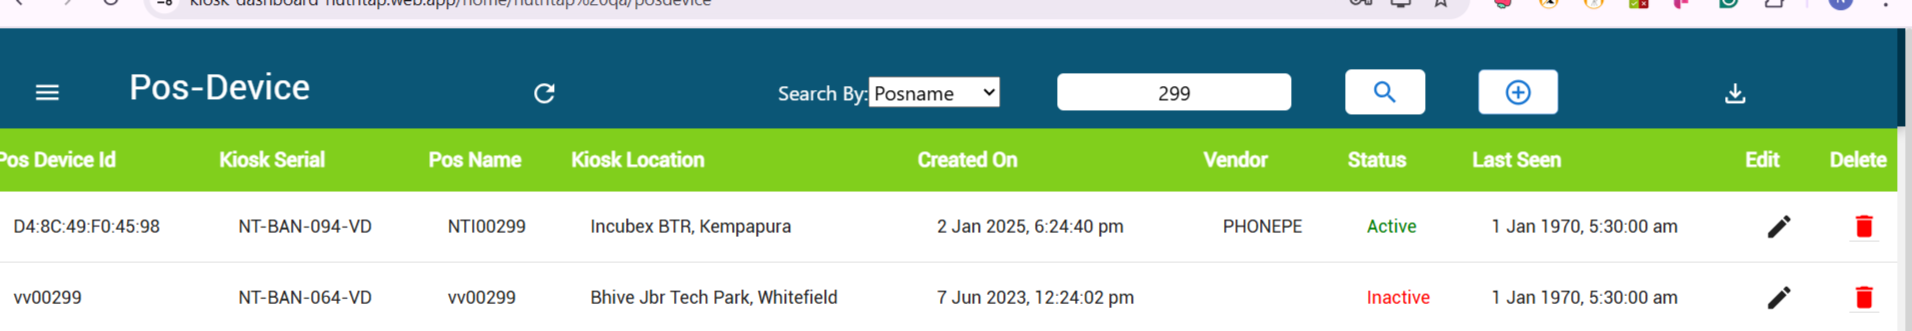 kiosk-dashboard-nutritap.web.app/home/nutritap%20qa/posdevice
Pos-Device
Search By: Posname
299
Pos Device Id Kiosk Serial Pos Name Kiosk Location Created On Vendor Status Last Seen Edit Delete
D4:8C:49:F0:45:98 NT-BAN-094-VD NTI00299 Incubex BTR, Kempapura 2 Jan 2025, 6:24:40 pm PHONEPE Active 1 Jan 1970, 5:30:00 am
vv00299 NT-BAN-064-VD vv00299 Bhive Jbr Tech Park, Whitefield 7 Jun 2023, 12:24:02 pm Inactive 1 Jan 1970, 5:30:00 am